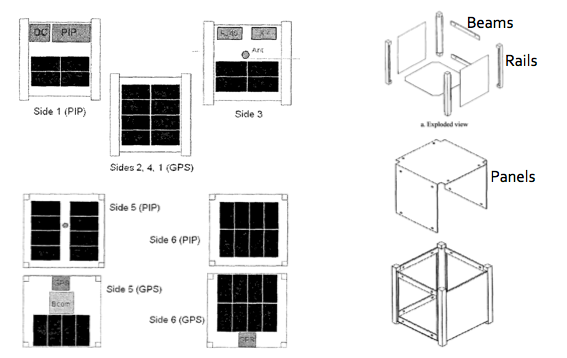 DC PIP
Side 1 (PIP)
Ant
Side 3
Sides 2, 4, 1 (GPS)
Side 5 (PIP)
Side 6 (PIP)
Side 5 (GPS)
Side 6 (GPS)
Beams
Rails
a. Exploded view
Panels